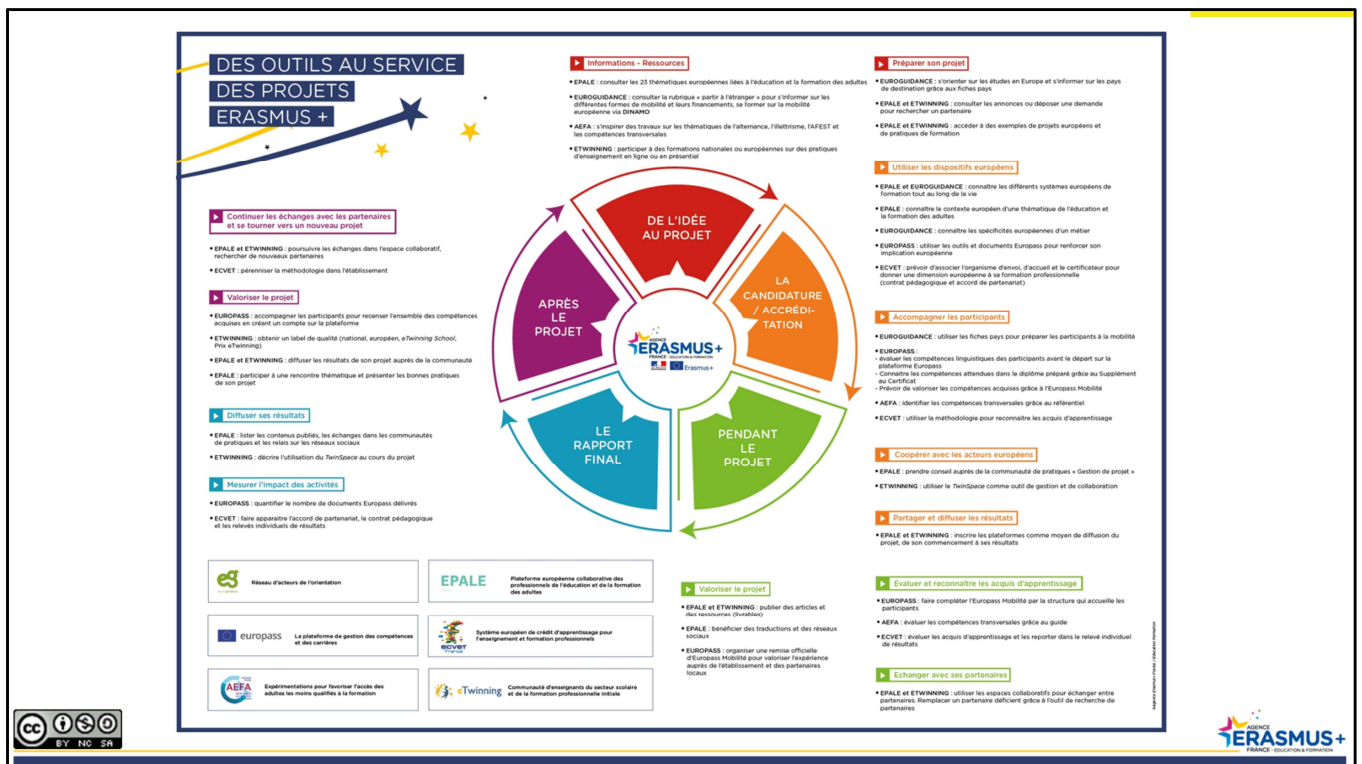 DES OUTILS AU SERVICE
DES PROJETS
ERASMUS +
Informations - Ressources
• EPALE : consulter les 23 thématiques européennes liées à l'éducation et la formation des adultes
• EUROGUIDANCE : consulter la rubrique « partir à l'étranger » pour s'informer sur les
différentes formes de mobilité et leurs financements, se former sur la mobilité
européenne via DINAMO
• AEFA : s'inspirer des travaux sur les thématiques de l'alternance, l'illettrisme, l'AFEST et
les compétences transversales
• ETWINNING : participer à des formations nationales ou européennes sur des pratiques
d'enseignement en ligne ou en présentiel
Préparer son projet
• EUROGUIDANCE : s'orienter sur les études en Europe et s'informer sur les pays
de destination grâce aux fiches pays
• EPALE et ETWINNING : consulter les annonces ou déposer une demande
pour rechercher un partenaire
• EPALE et ETWINNING : accéder à des exemples de projets européens et
de pratiques de formation
Utiliser les dispositifs européens
• EPALE et EUROGUIDANCE : connaître les différents systèmes européens de
formation tout au long de la vie
• EPALE : connaître le contexte européen d'une thématique de l'éducation et
la formation des adultes
• EUROGUIDANCE : connaître les spécificités européennes d'un métier
• EUROPASS : utiliser les outils et documents Europass pour renforcer son
implication européenne
• ECVET : prévoir d'associer l'organisme d'envoi, d'accueil et le certificateur pour
donner une dimension européenne à sa formation professionnelle
(contrat pédagogique et accord de partenariat)
Accompagner les participants
• EUROGUIDANCE : utiliser les fiches pays pour préparer les participants à la mobilité
• EUROPASS :
- évaluer les compétences linguistiques des participants avant le départ sur la
plateforme Europass
- Connaitre les compétences attendues dans le diplôme préparé grâce au Supplément
au Certificat
- Prévoir de valoriser les compétences acquises grâce à l'Europass Mobilité
• AEFA : identifier les compétences transversales grâce au référentiel
• ECVET : utiliser la méthodologie pour reconnaître les acquis d'apprentissage
Coopérer avec les acteurs européens
• EPALE : prendre conseil auprès de la communauté de pratiques « Gestion de projet »
• ETWINNING : utiliser le TwinSpace comme outil de gestion et de collaboration
Partager et diffuser les résultats
• EPALE et ETWINNING : inscrire les plateformes comme moyen de diffusion du
projet, de son commencement à ses résultats
Evaluer et reconnaître les acquis d'apprentissage
• EUROPASS : faire compléter l'Europass Mobilité par la structure qui accueille les
participants
• AEFA : évaluer les compétences transversales grâce au guide
• ECVET : évaluer les acquis d'apprentissage et les reporter dans le relevé individuel
de résultats
Echanger avec ses partenaires
• EPALE et ETWINNING : utiliser les espaces collaboratifs pour échanger entre
partenaires. Remplacer un partenaire déficient grâce à l'outil de recherche de
partenaires
Valoriser le projet
• EPALE et ETWINNING : publier des articles et
des ressources (livrables)
• EPALE : bénéficier des traductions et des réseaux
sociaux
• EUROPASS : organiser une remise officielle
d'Europass Mobilité pour valoriser l'expérience
auprès de l'établissement et des partenaires
locaux
Continuer les échanges avec les partenaires
et se tourner vers un nouveau projet
• EPALE et ETWINNING : poursuivre les échanges dans l'espace collaboratif,
rechercher de nouveaux partenaires
• ECVET : pérenniser la méthodologie dans l'établissement
Valoriser le projet
• EUROPASS : accompagner les participants pour recenser l'ensemble des compétences
acquises en créant un compte sur la plateforme
• ETWINNING : obtenir un label de qualité (national, européen, eTwinning School,
Prix eTwinning)
• EPALE et ETWINNING : diffuser les résultats de son projet auprès de la communauté
• EPALE : participer à une rencontre thématique et présenter les bonnes pratiques
de son projet
Diffuser ses résultats
• EPALE : lister les contenus publiés, les échanges dans les communautés
de pratiques et les relais sur les réseaux sociaux
• ETWINNING : décrire l'utilisation du TwinSpace au cours du projet
Mesurer l'impact des activités
• EUROPASS : quantifier le nombre de documents Europass délivrés
• ECVET : faire apparaitre l'accord de partenariat, le contrat pédagogique
et les relevés individuels de résultats
DE L'IDÉE
AU PROJET
LA
CANDIDATURE
/ ACCRÉDI-
TATION
PENDANT
LE
PROJET
LE
RAPPORT
FINAL
APRÈS
LE
PROJET
AGENCE
ERASMUS+
FRANCE · EDUCATION & FORMATION
Erasmus+
eg
Réseau d'acteurs de l'orientation
EPALE
Plateforme européenne collaborative des
professionnels de l'éducation et de la formation
des adultes
europass
La plateforme de gestion des compétences
et des carrières
ecvet
France
Système européen de crédit d'apprentissage pour
l'enseignement et formation professionnels
AEFA
Expérimentations pour favoriser l'accès des
adultes les moins qualifiés à la formation
eTwinning
Communauté d'enseignants du secteur scolaire
et de la formation professionnelle initiale
cc
BY NC SA
AGENCE
ERASMUS+
FRANCE · EDUCATION & FORMATION